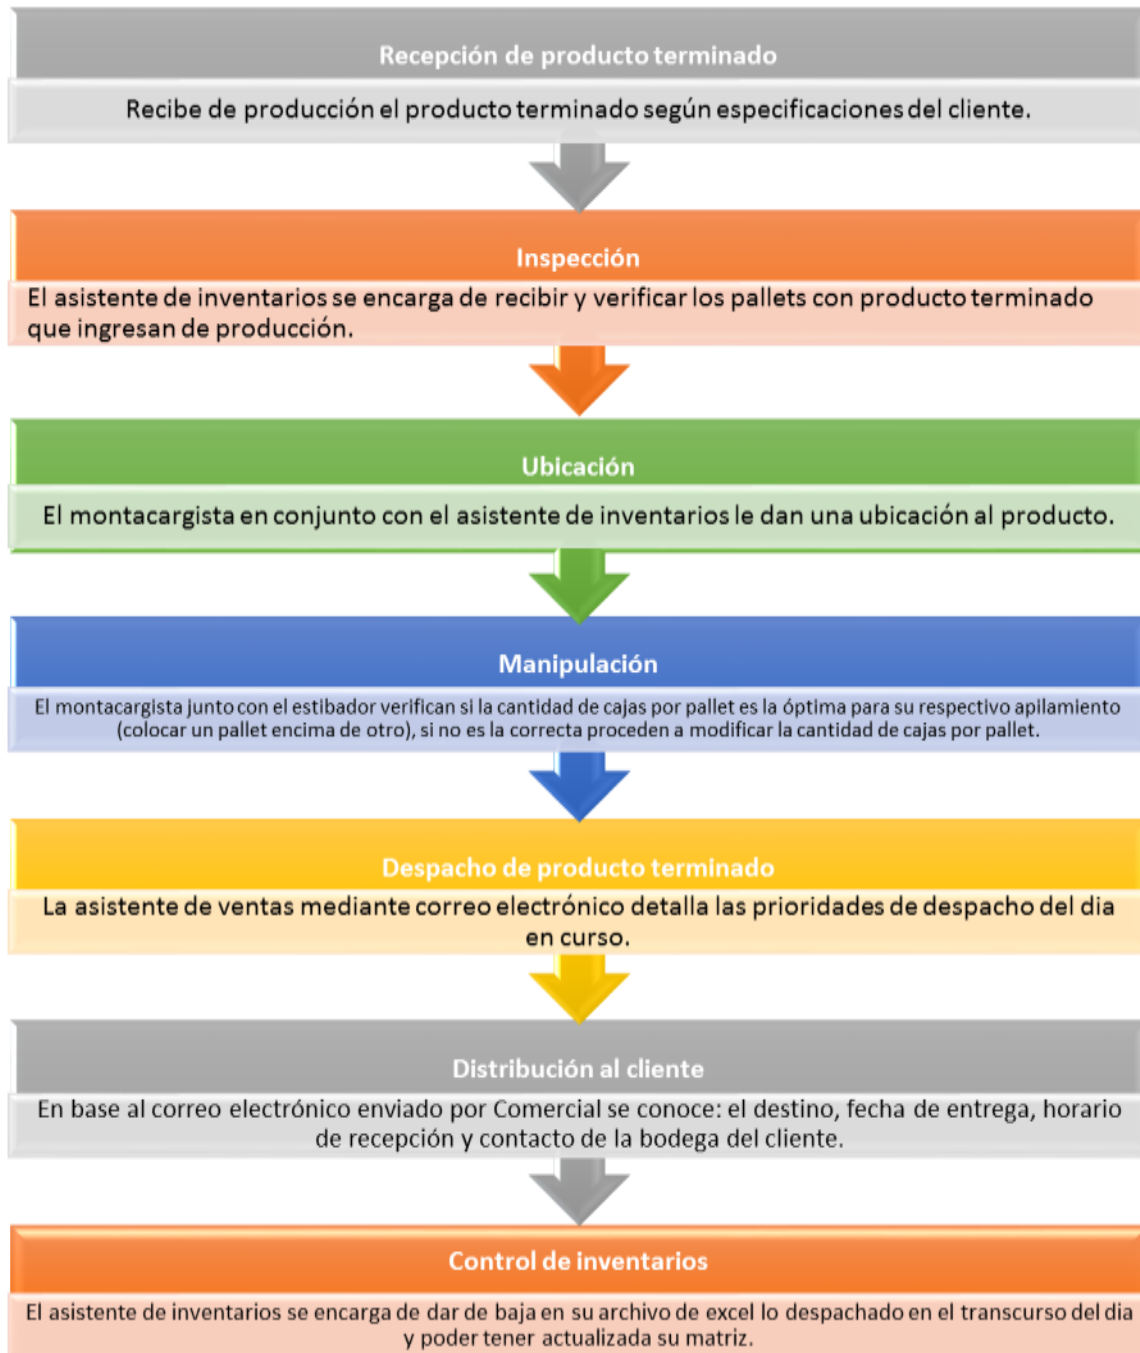 Recepción de producto terminado
Recibe de producción el producto terminado según especificaciones del cliente.
Inspección
El asistente de inventarios se encarga de recibir y verificar los pallets con producto terminado
que ingresan de producción.
Ubicación
El montacargista en conjunto con el asistente de inventarios le dan una ubicación al producto.
Manipulación
El montacargista junto con el estibador verifican si la cantidad de cajas por pallet es la óptima para su respectivo apilamiento
(colocar un pallet encima de otro), si no es la correcta proceden a modificar la cantidad de cajas por pallet.
Despacho de producto terminado
La asistente de ventas mediante correo electrónico detalla las prioridades de despacho del dia
en curso.
Distribución al cliente
En base al correo electrónico enviado por Comercial se conoce: el destino, fecha de entrega, horario
de recepción y contacto de la bodega del cliente.
Control de inventarios
El asistente de inventarios se encarga de dar de baja en su archivo de excel lo despachado en el transcurso del dia
y poder tener actualizada su matriz.